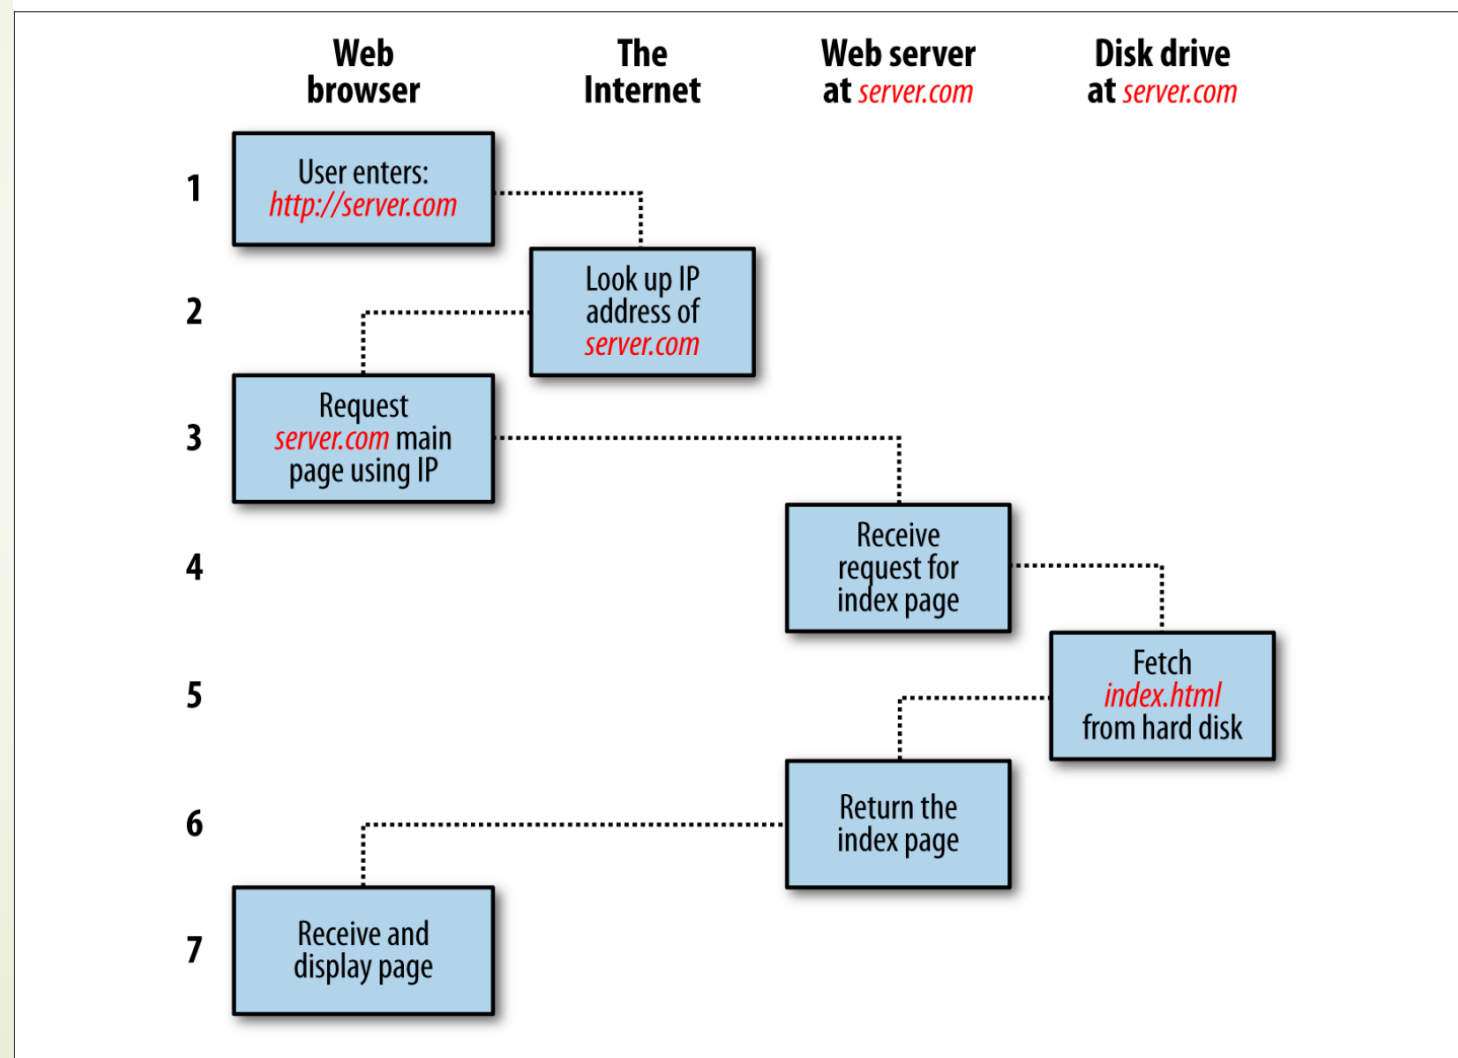 Web
browser
The
Internet
Web server
at server.com
Disk drive
at server.com
1
User enters:
http://server.com
2
Look up IP
address of
server.com
3
Request
server.com main
page using IP
4
Receive
request for
index page
5
Fetch
index.html
from hard disk
6
Return the
index page
7
Receive and
display page